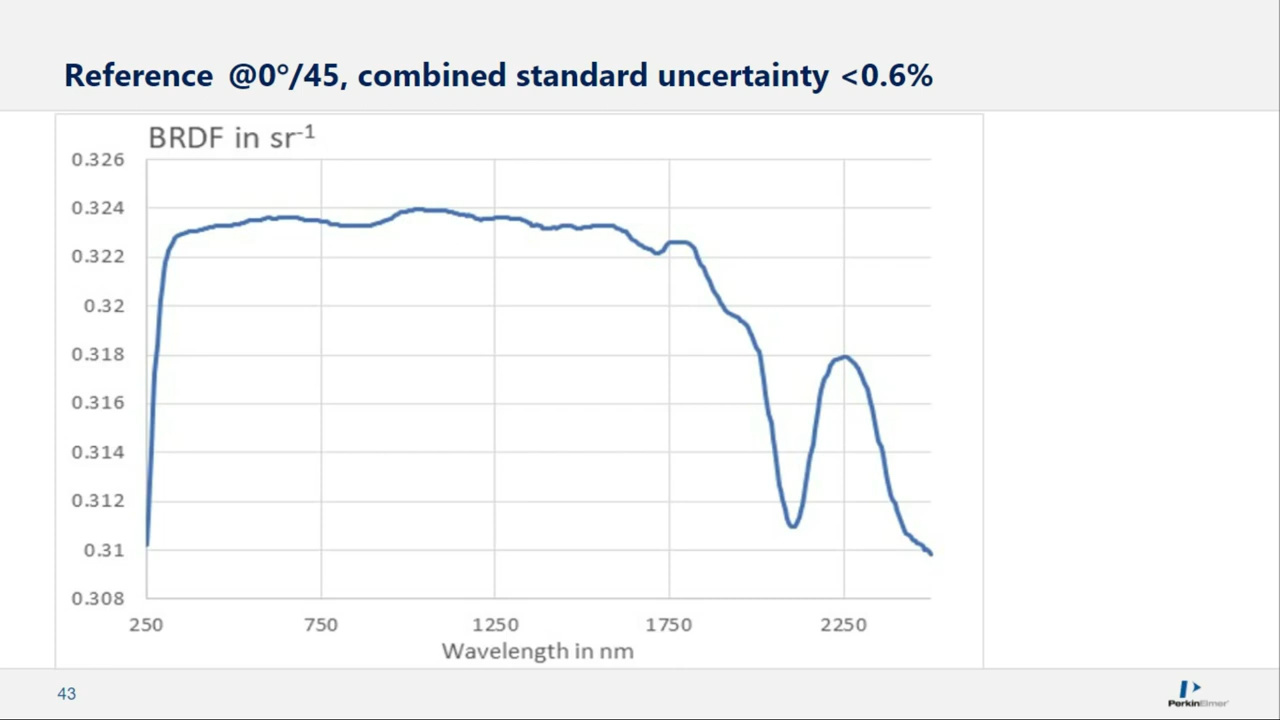 Reference @0°/45, combined standard uncertainty <0.6%
BRDF in sr⁻¹
0.326
0.324
0.322
0.32
0.318
0.316
0.314
0.312
0.31
0.308
250 750 1250 1750 2250
Wavelength in nm
43
PerkinElmer